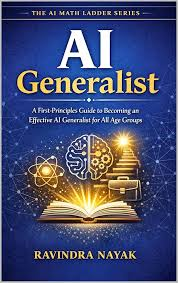 THE AI MATH LADDER SERIES
AI
Generalist
A First-Principles Guide to Becoming an
Effective AI Generalist for All Age Groups
RAVINDRA NAYAK